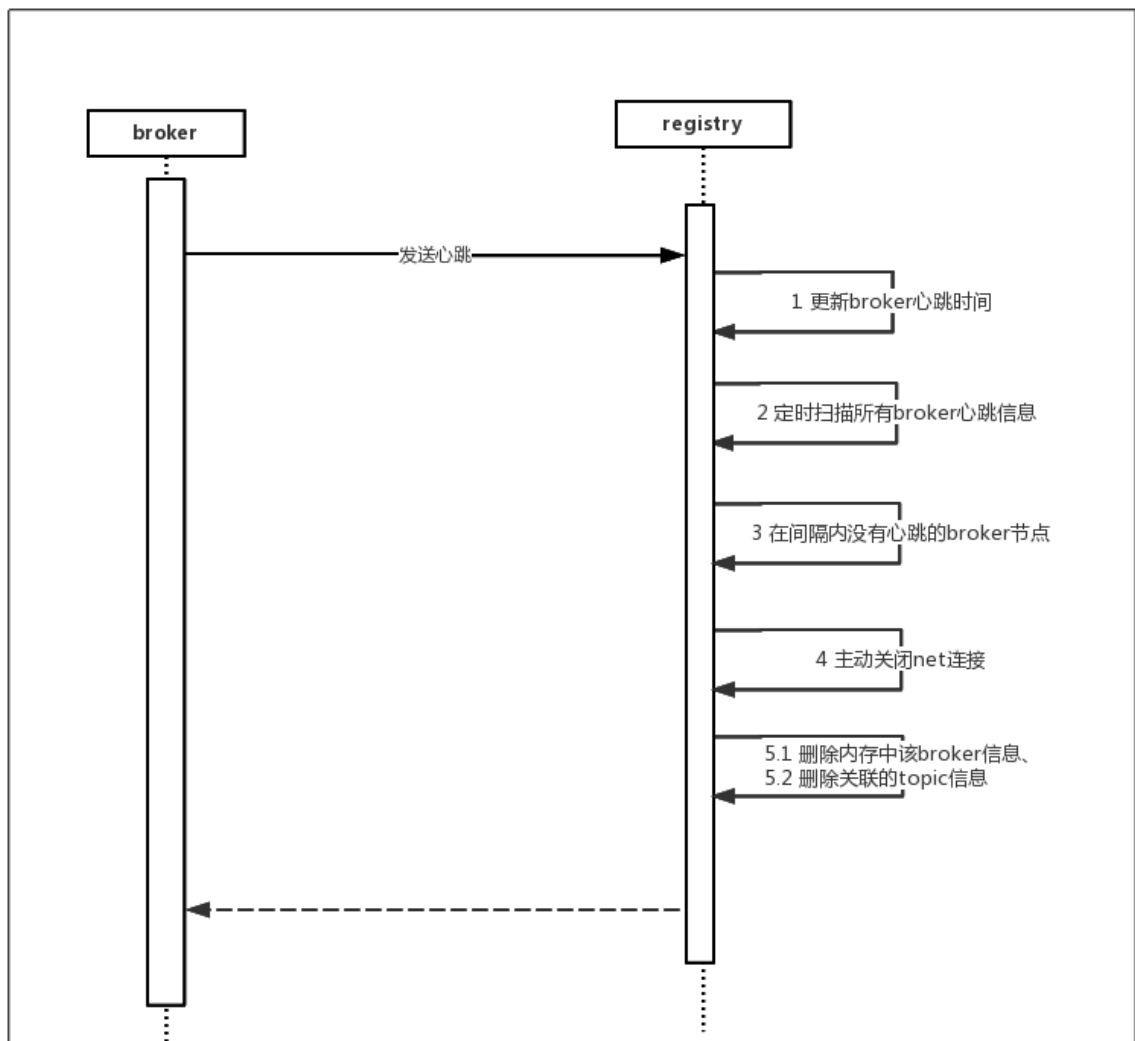 broker
registry
发送心跳
1 更新broker心跳时间
2 定时扫描所有broker心跳信息
3 在间隔内没有心跳的broker节点
4 主动关闭net连接
5.1 删除内存中该broker信息、
5.2 删除关联的topic信息